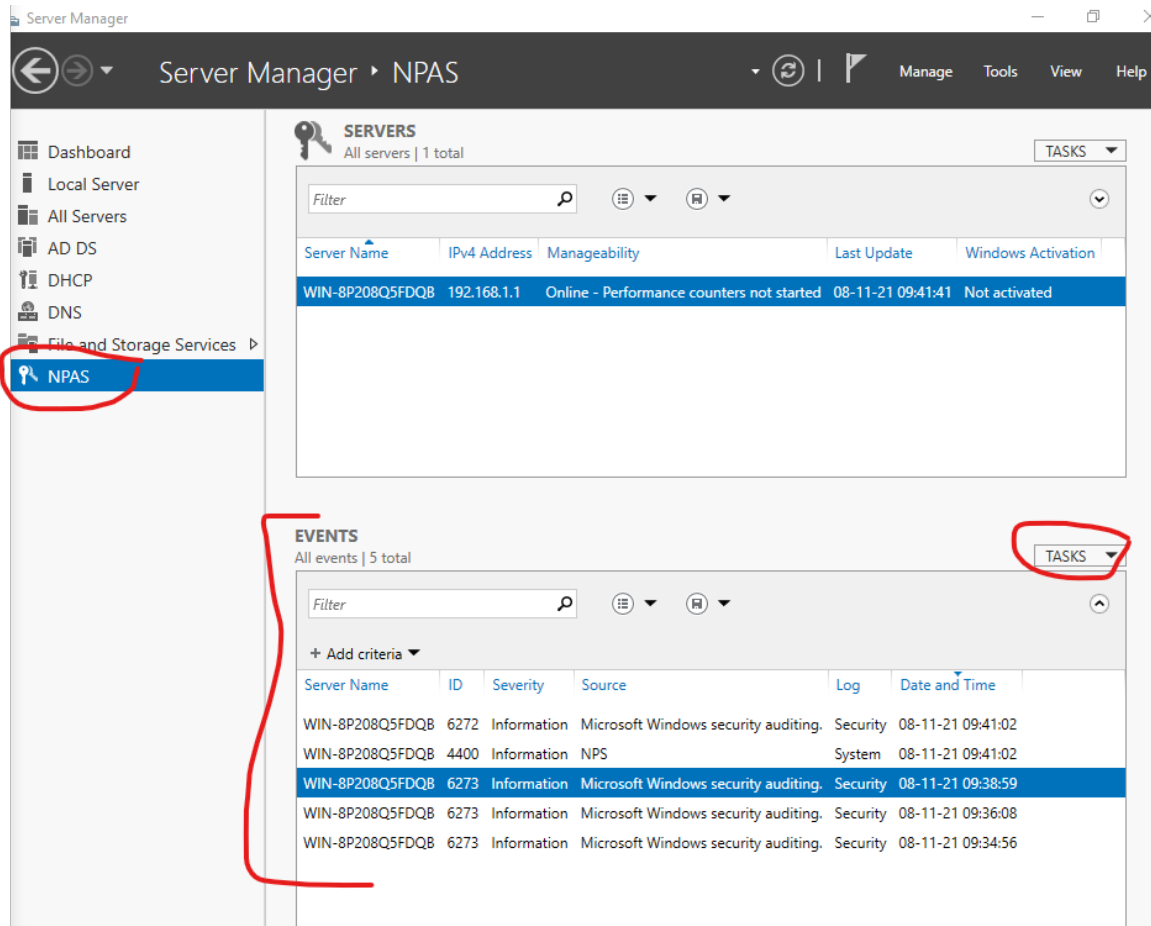 Server Manager
Server Manager ‣ NPAS
Manage Tools View Help
Dashboard
Local Server
All Servers
AD DS
DHCP
DNS
File and Storage Services
NPAS
SERVERS
All servers | 1 total
TASKS
Filter
Server Name IPv4 Address Manageability Last Update Windows Activation
WIN-8P208Q5FDQB 192.168.1.1 Online - Performance counters not started 08-11-21 09:41:41 Not activated
EVENTS
All events | 5 total
TASKS
Filter
+ Add criteria
Server Name ID Severity Source Log Date and Time
WIN-8P208Q5FDQB 6272 Information Microsoft Windows security auditing. Security 08-11-21 09:41:02
WIN-8P208Q5FDQB 4400 Information NPS System 08-11-21 09:41:02
WIN-8P208Q5FDQB 6273 Information Microsoft Windows security auditing. Security 08-11-21 09:38:59
WIN-8P208Q5FDQB 6273 Information Microsoft Windows security auditing. Security 08-11-21 09:36:08
WIN-8P208Q5FDQB 6273 Information Microsoft Windows security auditing. Security 08-11-21 09:34:56